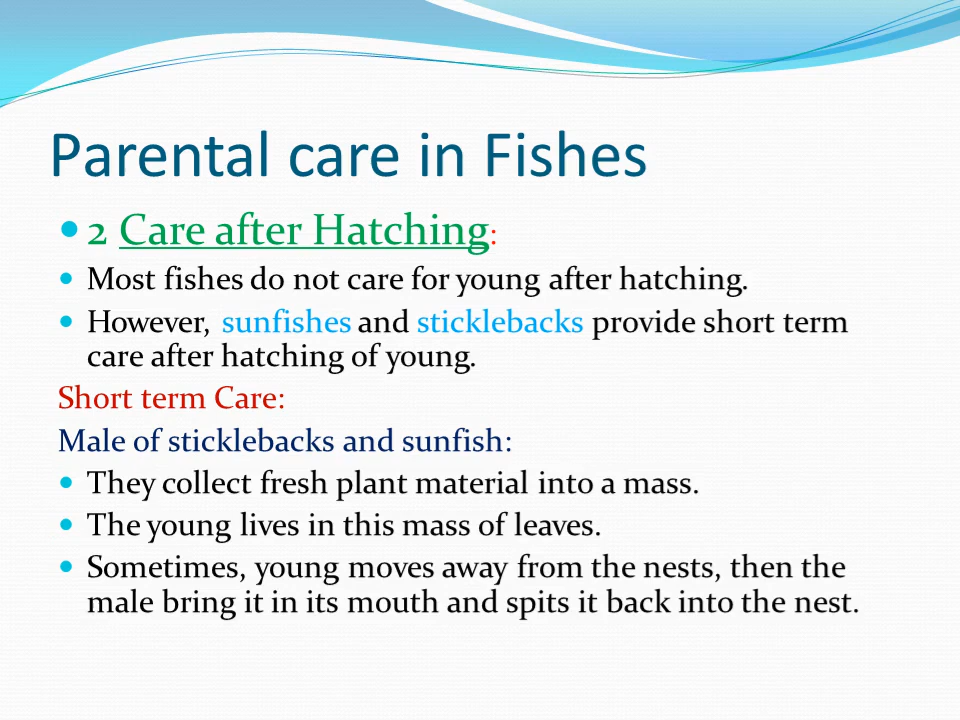 Parental care in Fishes
2 Care after Hatching:
Most fishes do not care for young after hatching.
However, sunfishes and sticklebacks provide short term
care after hatching of young.
Short term Care:
Male of sticklebacks and sunfish:
They collect fresh plant material into a mass.
The young lives in this mass of leaves.
Sometimes, young moves away from the nests, then the
male bring it in its mouth and spits it back into the nest.